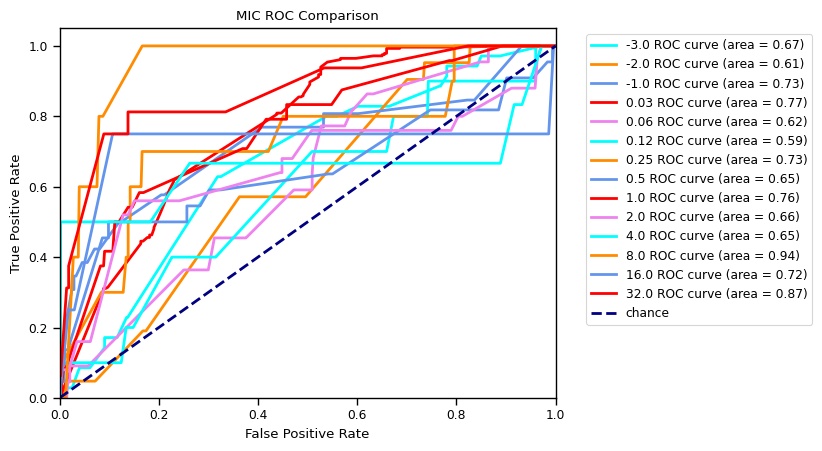 MIC ROC Comparison
1.0
0.8
0.6
0.4
0.2
0.0
True Positive Rate
0.0 0.2 0.4 0.6 0.8 1.0
False Positive Rate
-3.0 ROC curve (area = 0.67)
-2.0 ROC curve (area = 0.61)
-1.0 ROC curve (area = 0.73)
0.03 ROC curve (area = 0.77)
0.06 ROC curve (area = 0.62)
0.12 ROC curve (area = 0.59)
0.25 ROC curve (area = 0.73)
0.5 ROC curve (area = 0.65)
1.0 ROC curve (area = 0.76)
2.0 ROC curve (area = 0.66)
4.0 ROC curve (area = 0.65)
8.0 ROC curve (area = 0.94)
16.0 ROC curve (area = 0.72)
32.0 ROC curve (area = 0.87)
chance